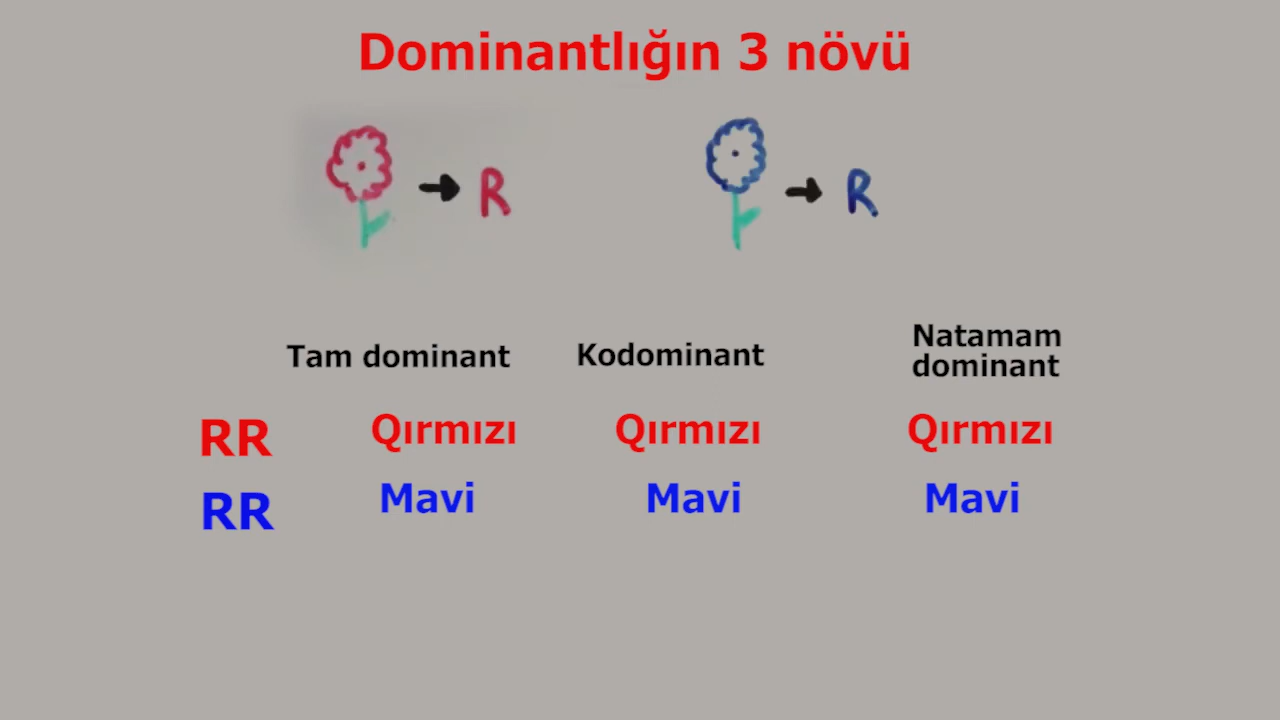 Dominantlığın 3 növü
R R
Tam dominant Kodominant Natamam
dominant
RR Qırmızı Qırmızı Qırmızı
RR Mavi Mavi Mavi